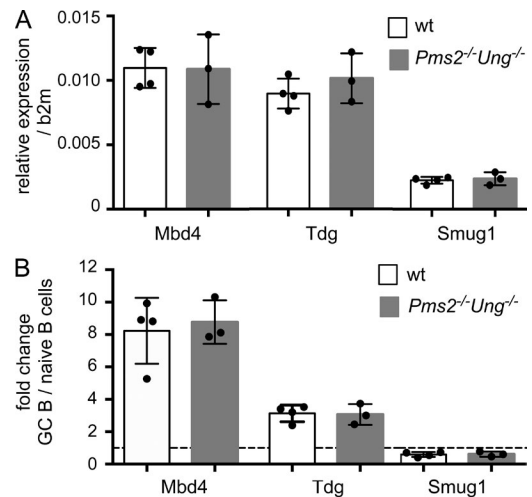 A
wt
Pms2-/-Ung-/-
relative expression
/ b2m
0.015
0.010
0.005
0
Mbd4 Tdg Smug1
B
wt
Pms2-/-Ung-/-
fold change
GC B / naive B cells
12
10
8
6
4
2
0
Mbd4 Tdg Smug1